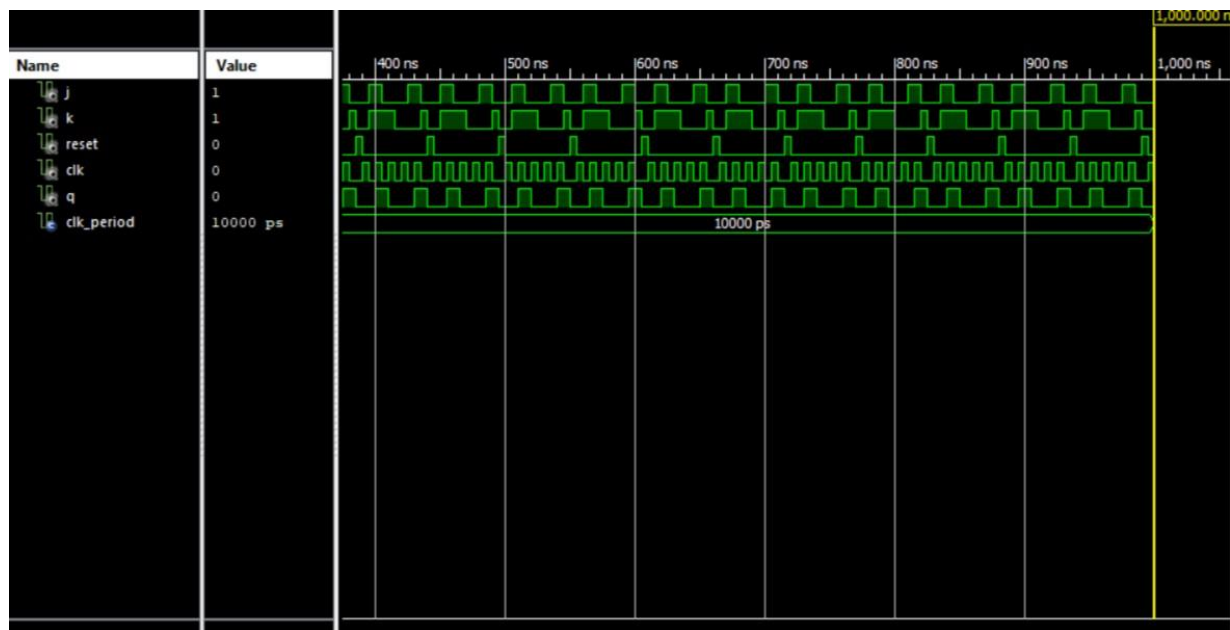 1,000.000 n
Name Value
400 ns 500 ns 600 ns 700 ns 800 ns 900 ns 1,000 ns
j 1
k 1
reset 0
clk 0
q 0
clk_period 10000 ps 10000 ps